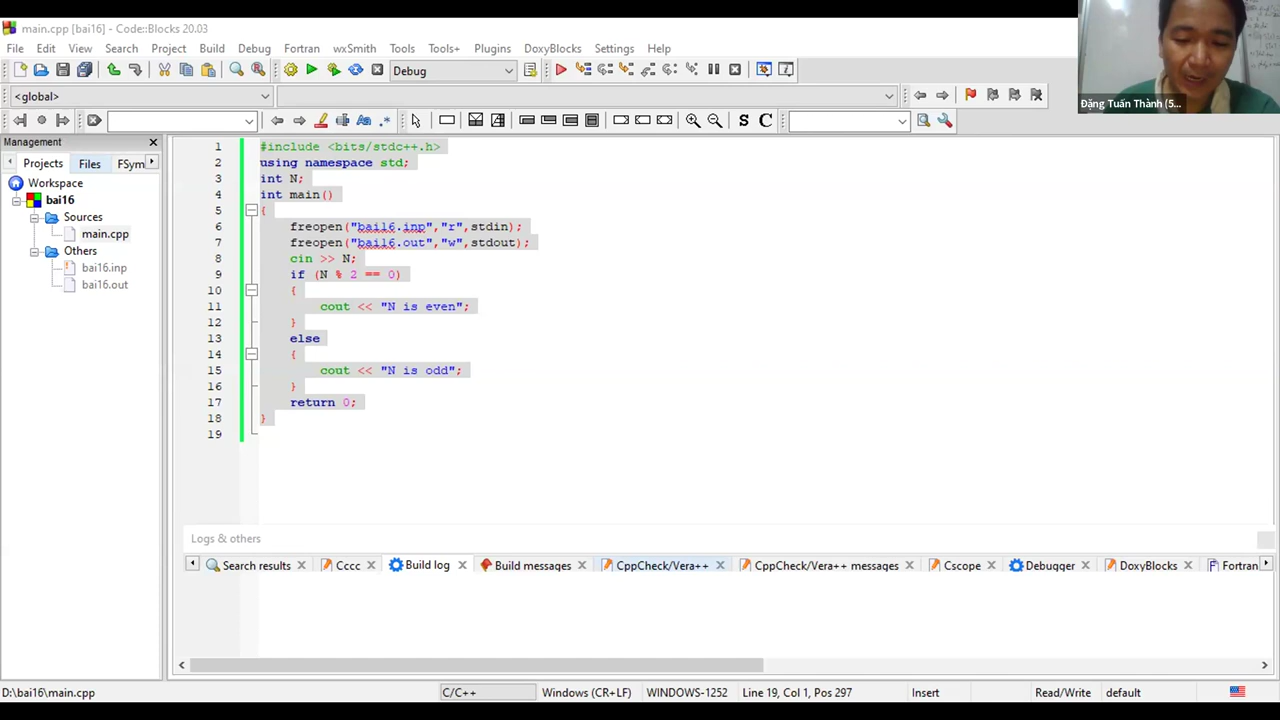 main.cpp [bai16] - Code::Blocks 20.03
File Edit View Search Project Build Debug Fortran wxSmith Tools Tools+ Plugins DoxyBlocks Settings Help
Debug
<global>
S C
Đặng Tuấn Thành (5...
Management
Projects Files FSym
Workspace
bai16
Sources
main.cpp
Others
bai16.inp
bai16.out
1 #include <bits/stdc++.h>
2 using namespace std;
3 int N;
4 int main()
5 {
6 freopen("bai16.inp","r",stdin);
7 freopen("bai16.out","w",stdout);
8 cin >> N;
9 if (N % 2 == 0)
10 {
11 cout << "N is even";
12 }
13 else
14 {
15 cout << "N is odd";
16 }
17 return 0;
18 }
19
Logs & others
Search results Cccc Build log Build messages CppCheck/Vera++ CppCheck/Vera++ messages Cscope Debugger DoxyBlocks Fortran
D:\bai16\main.cpp C/C++ Windows (CR+LF) WINDOWS-1252 Line 19, Col 1, Pos 297 Insert Read/Write default